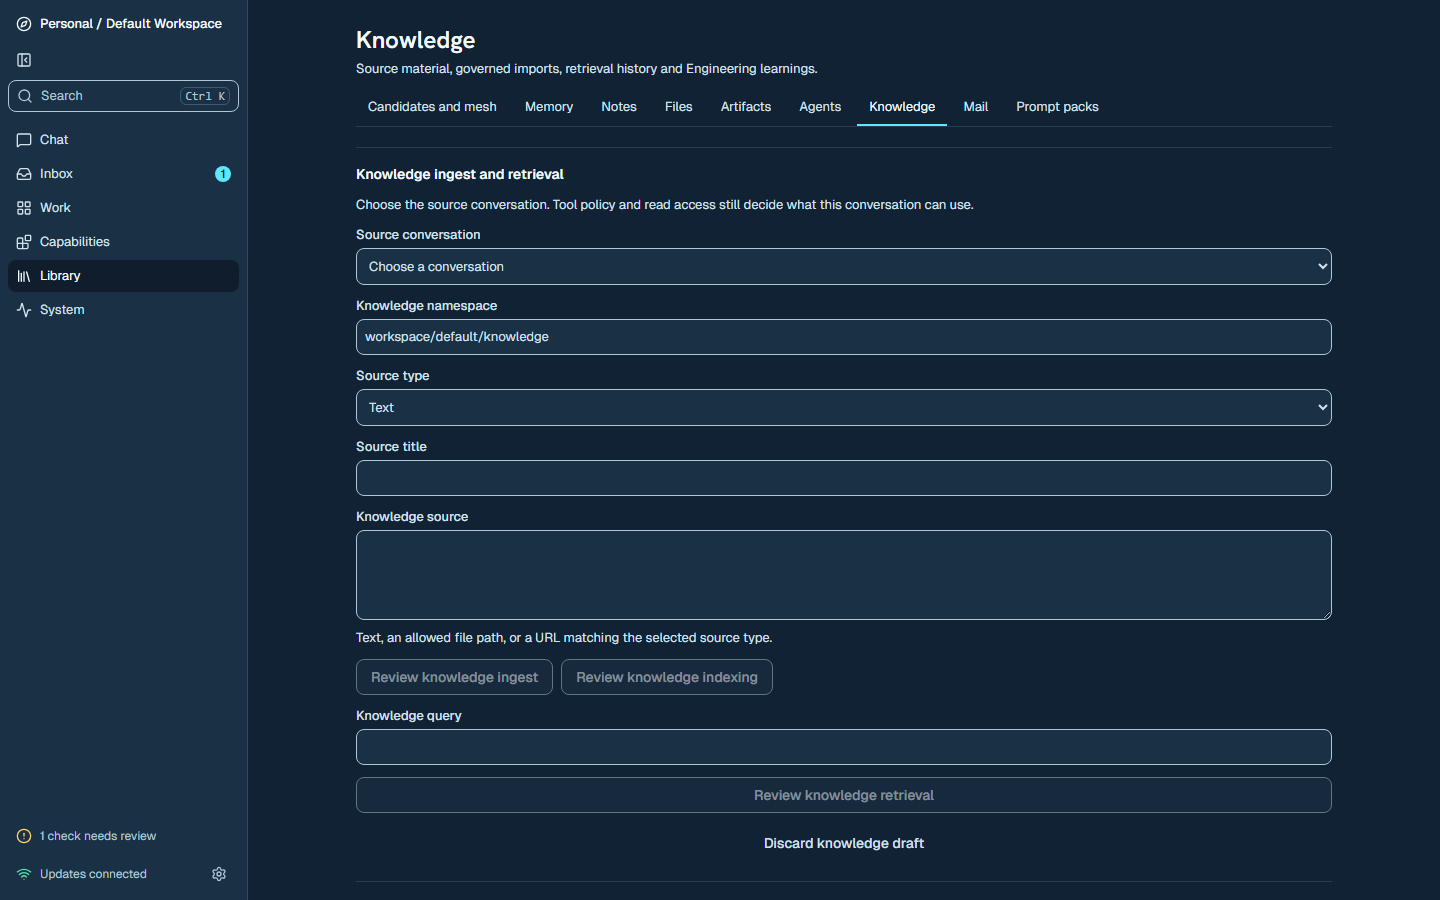 Personal / Default Workspace
Search
Ctrl K
Chat
Inbox
1
Work
Capabilities
Library
System
1 check needs review
Updates connected
Knowledge
Source material, governed imports, retrieval history and Engineering learnings.
Candidates and mesh
Memory
Notes
Files
Artifacts
Agents
Knowledge
Mail
Prompt packs
Knowledge ingest and retrieval
Choose the source conversation. Tool policy and read access still decide what this conversation can use.
Source conversation
Choose a conversation
Knowledge namespace
workspace/default/knowledge
Source type
Text
Source title
Knowledge source
Text, an allowed file path, or a URL matching the selected source type.
Review knowledge ingest
Review knowledge indexing
Knowledge query
Review knowledge retrieval
Discard knowledge draft